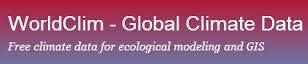 WorldClim - Global Climate Data
Free climate data for ecological modeling and GIS